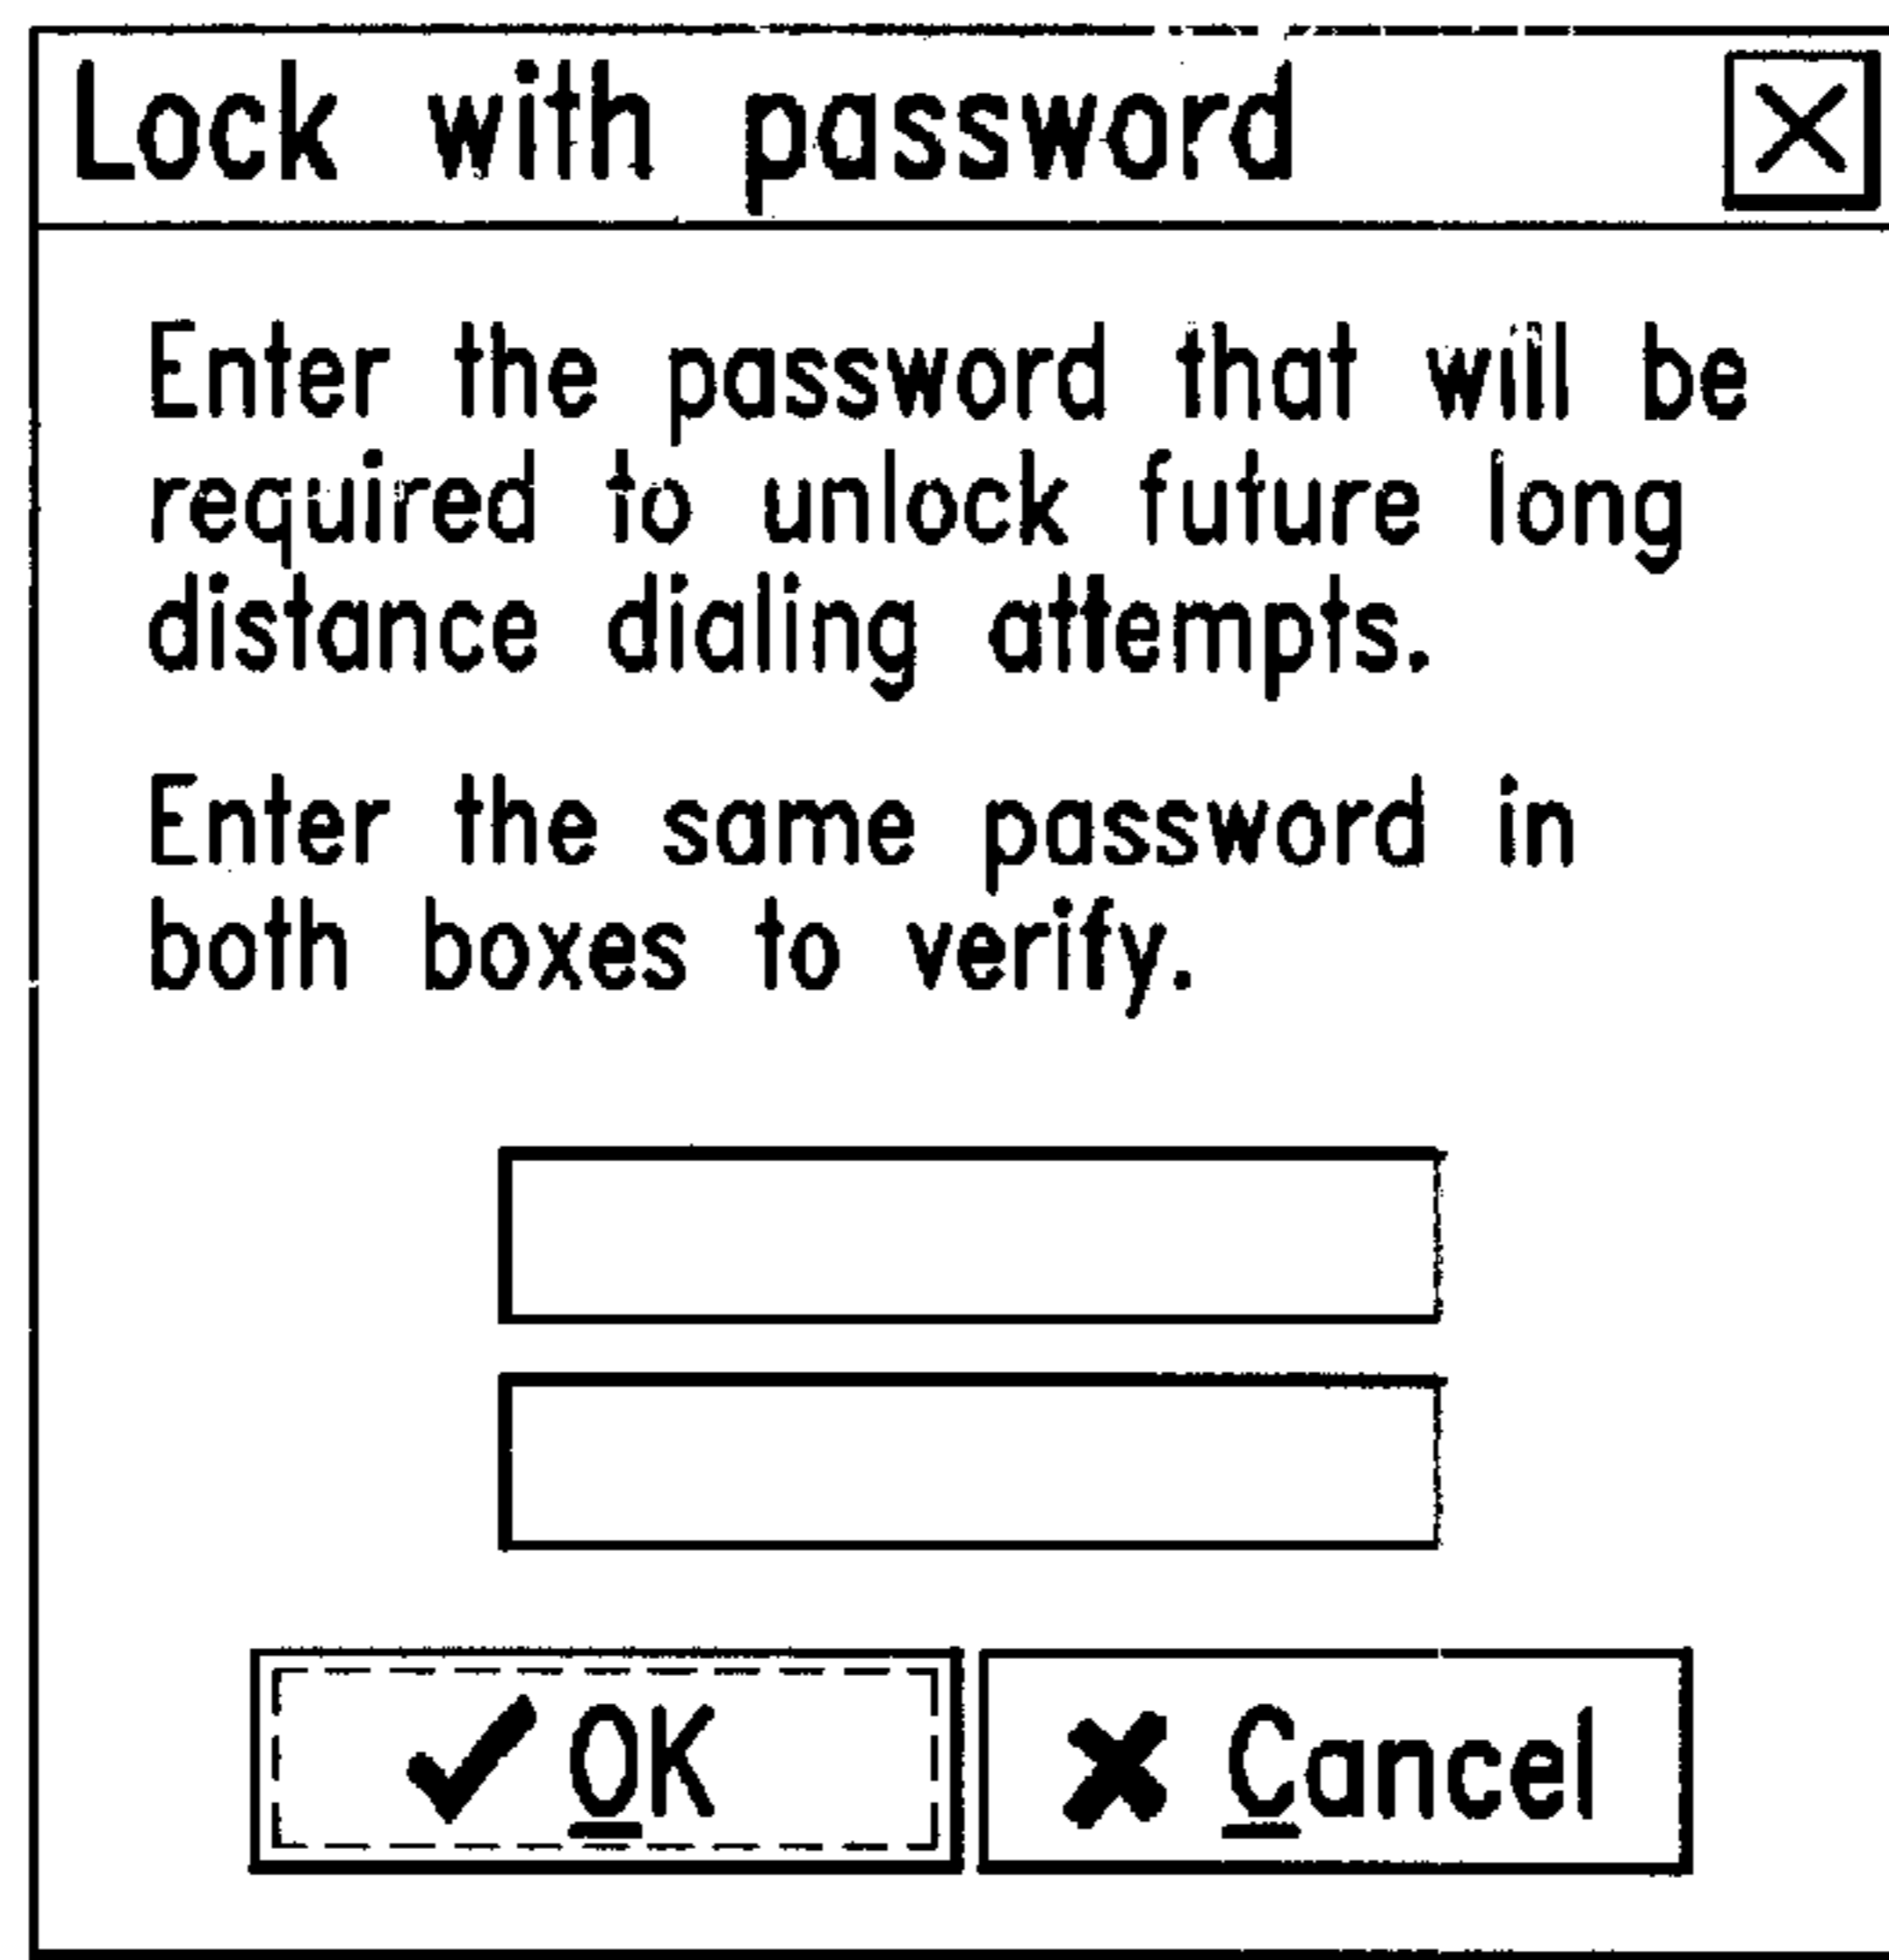 Lock with password
Enter the password that will be
required to unlock future long
distance dialing attempts.
Enter the same password in
both boxes to verify.
OK
Cancel